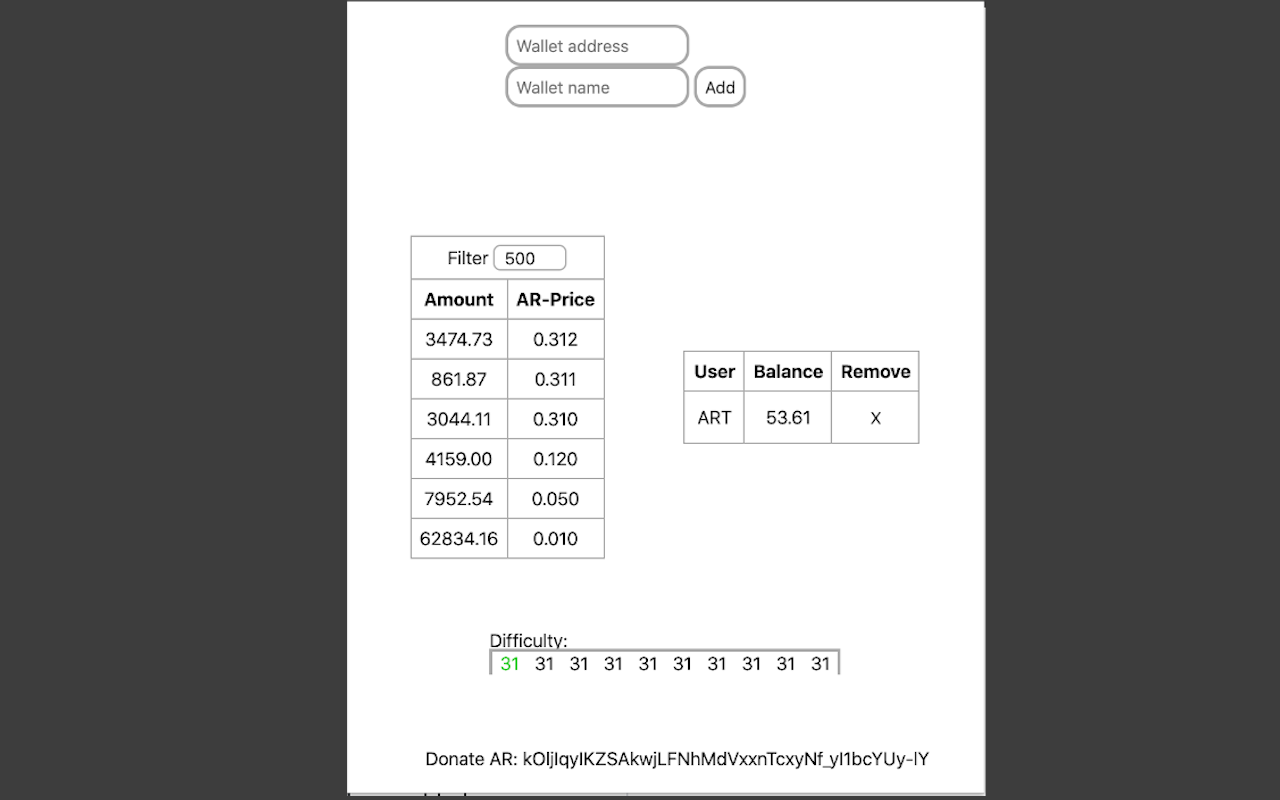 Wallet address
Wallet name Add
Filter 500
Amount AR-Price
3474.73 0.312
861.87 0.311
3044.11 0.310
4159.00 0.120
7952.54 0.050
62834.16 0.010
User Balance Remove
ART 53.61 X
Difficulty:
31 31 31 31 31 31 31 31 31 31
Donate AR: